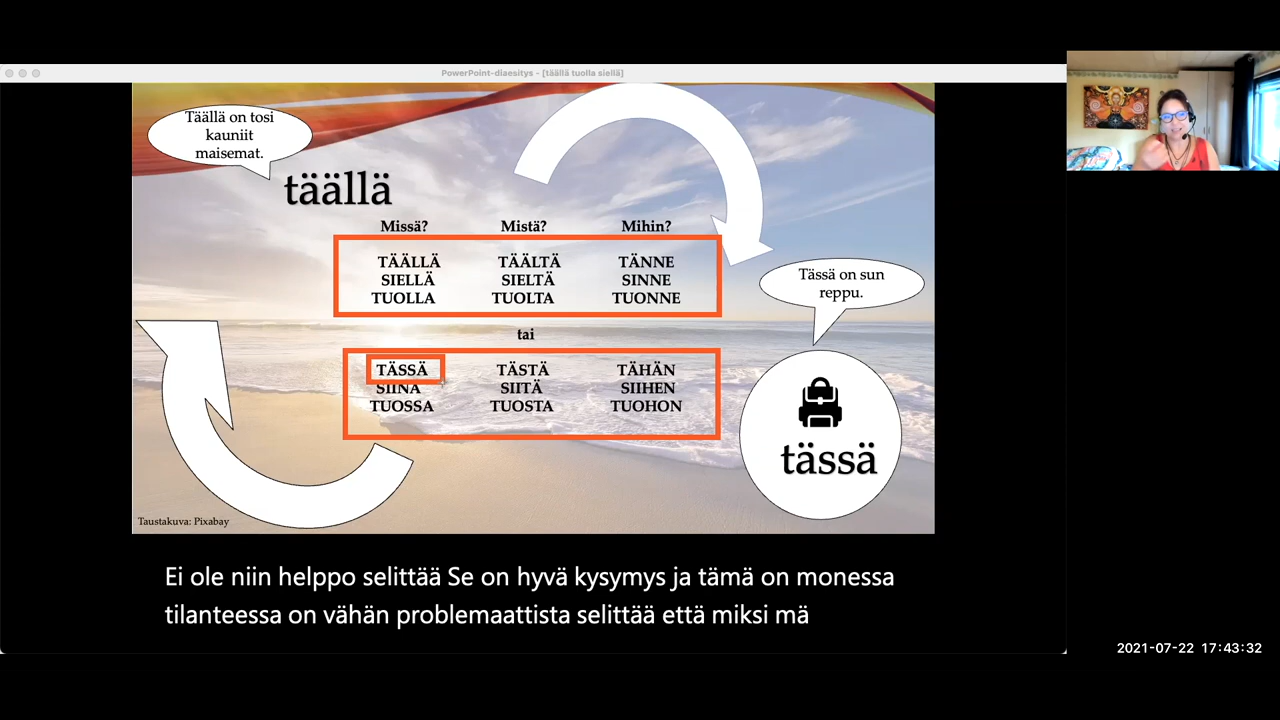 PowerPoint-diaesitys - [täällä tuolla siellä]
Täällä on tosi
kauniit
maisemat.
täällä
Missä? Mistä? Mihin?
TÄÄLLÄ TÄÄLTÄ TÄNNE
SIELLÄ SIELTÄ SINNE
TUOLLA TUOLTA TUONNE
Tässä on sun
reppu.
tai
TÄSSÄ TÄSTÄ TÄHÄN
SIINÄ SIITÄ SIIHEN
TUOSSA TUOSTA TUOHON
tässä
Taustakuva: Pixabay
Ei ole niin helppo selittää Se on hyvä kysymys ja tämä on monessa
tilanteessa on vähän problemaattista selittää että miksi mä
2021-07-22 17:43:32